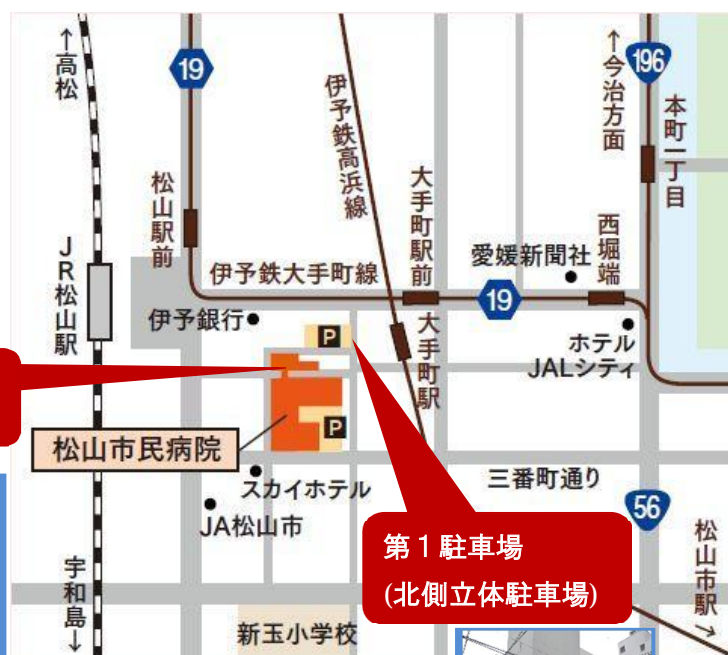 ↑高松
19
伊予鉄高浜線
↑今治方面
196
本町一丁目
松山駅前
大手町駅前
西堀端
愛媛新聞社
JR松山駅
伊予鉄大手町線
19
伊予銀行
P
大手町駅
ホテル
JALシティ
松山市民病院
P
スカイホテル
三番町通り
JA松山市
56
第1駐車場
(北側立体駐車場)
松山市駅→
宇和島↓
新玉小学校